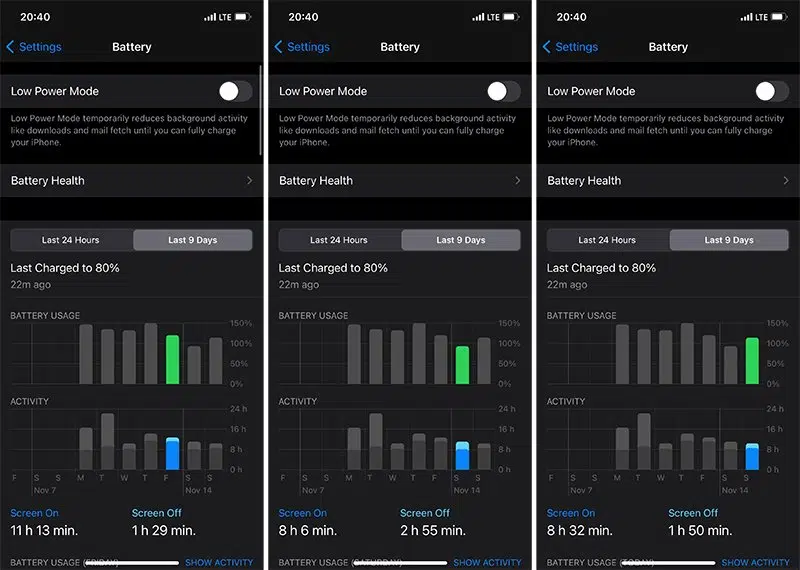 20:40
LTE
Settings
Battery
Low Power Mode
Low Power Mode temporarily reduces background activity
like downloads and mail fetch until you can fully charge
your iPhone.
Battery Health
Last 24 Hours
Last 9 Days
Last Charged to 80%
22m ago
BATTERY USAGE
150%
100%
50%
0%
ACTIVITY
24 h
16 h
8 h
0 h
F S S M T W T F S S
Nov 7 Nov 14
Screen On Screen Off
11 h 13 min. 1 h 29 min.
BATTERY USAGE (FRIDAY) SHOW ACTIVITY
20:40
LTE
Settings
Battery
Low Power Mode
Low Power Mode temporarily reduces background activity
like downloads and mail fetch until you can fully charge
your iPhone.
Battery Health
Last 24 Hours
Last 9 Days
Last Charged to 80%
22m ago
BATTERY USAGE
150%
100%
50%
0%
ACTIVITY
24 h
16 h
8 h
0 h
F S S M T W T F S S
Nov 7 Nov 14
Screen On Screen Off
8 h 6 min. 2 h 55 min.
BATTERY USAGE (SATURDAY) SHOW ACTIVITY
20:40
LTE
Settings
Battery
Low Power Mode
Low Power Mode temporarily reduces background activity
like downloads and mail fetch until you can fully charge
your iPhone.
Battery Health
Last 24 Hours
Last 9 Days
Last Charged to 80%
22m ago
BATTERY USAGE
150%
100%
50%
0%
ACTIVITY
24 h
16 h
8 h
0 h
F S S M T W T F S S
Nov 7 Nov 14
Screen On Screen Off
8 h 32 min. 1 h 50 min.
BATTERY USAGE (TODAY) SHOW ACTIVITY